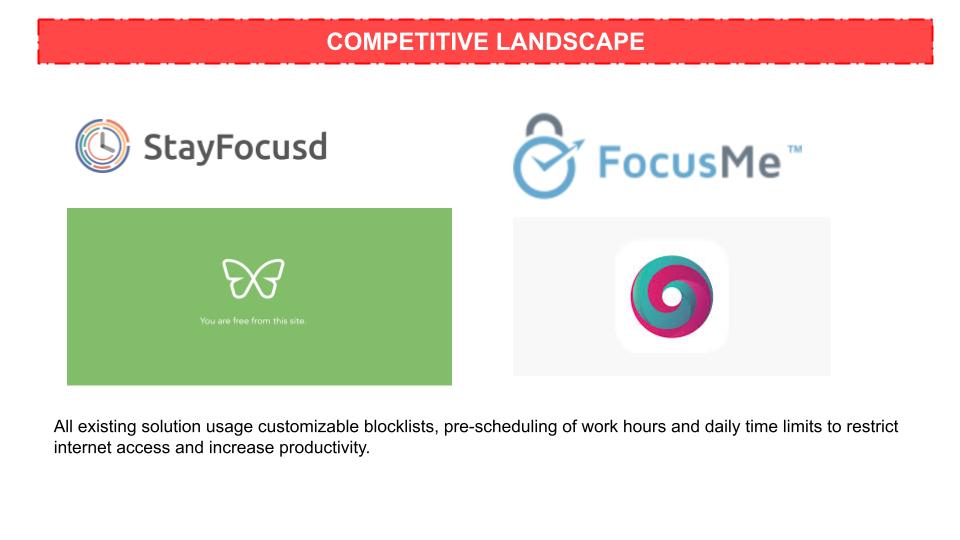 COMPETITIVE LANDSCAPE
StayFocusd
FocusMe™
You are free from this site.
All existing solution usage customizable blocklists, pre-scheduling of work hours and daily time limits to restrict
internet access and increase productivity.